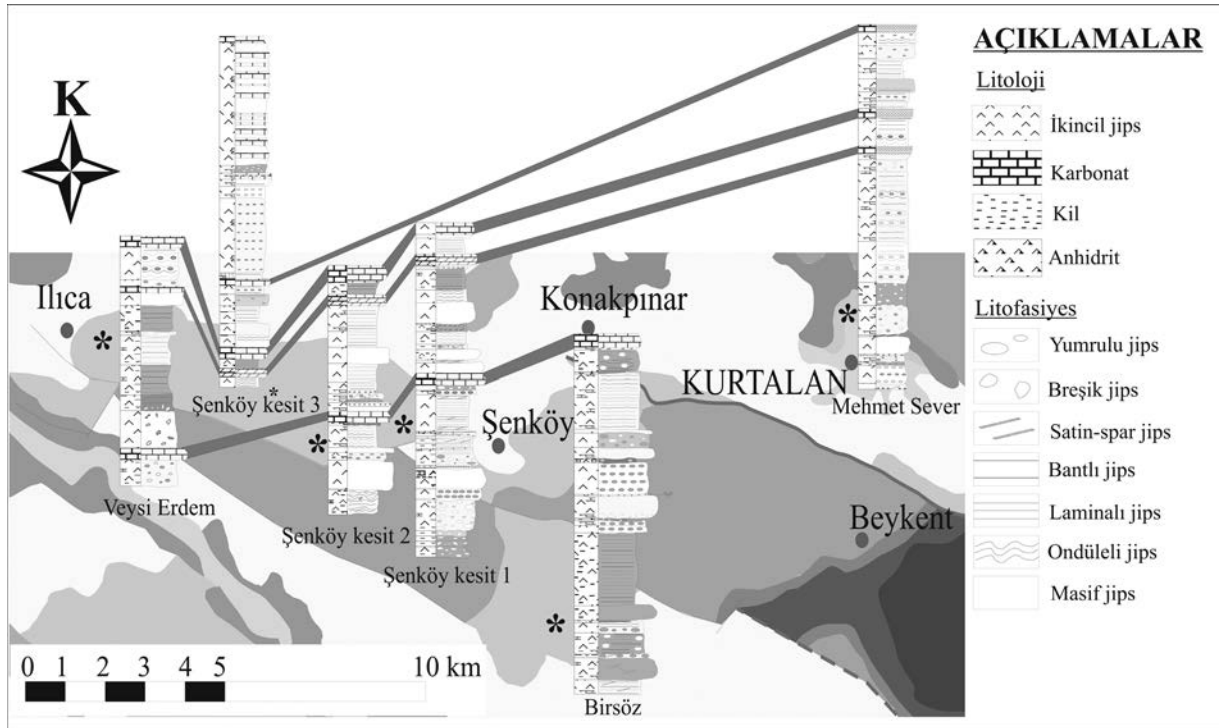 K
Ilıca
Konakpınar
KURTALAN
Mehmet Sever
Şenköy kesit 3
Şenköy
Veysi Erdem
Şenköy kesit 2
Şenköy kesit 1
Beykent
Birsöz
0 1 2 3 4 5 10 km
AÇIKLAMALAR
Litoloji
İkincil jips
Karbonat
Kil
Anhidrit
Litofasiyes
Yumrulu jips
Breşik jips
Satin-spar jips
Bantlı jips
Laminalı jips
Ondüleli jips
Masif jips